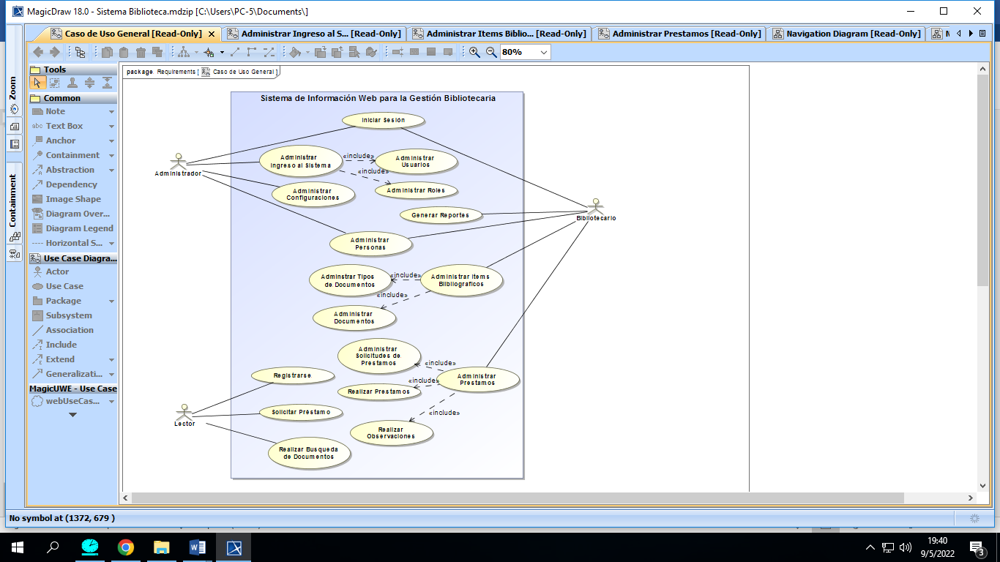 MagicDraw 18.0 - Sistema Biblioteca.mdzip [C:\Users\PC-5\Documents\]
Caso de Uso General [Read-Only]
Administrar Ingreso al S... [Read-Only]
Administrar Items Biblio... [Read-Only]
Administrar Prestamos [Read-Only]
Navigation Diagram [Read-Only]
80%
Zoom
Containment
Tools
Common
Note
abc Text Box
Anchor
Containment
Abstraction
Dependency
Image Shape
Diagram Over...
Diagram Legend
Horizontal S...
Use Case Diagra...
Actor
Use Case
Package
Subsystem
Association
Include
Extend
Generalizati...
MagicUWE - Use Case
webUseCas...
package Requirements [ Caso de Uso General ]
Sistema de Información Web para la Gestión Bibliotecaria
Iniciar Sesión
Administrador
Administrar
Ingreso al Sistema
«include»
Administrar
Usuarios
«include»
Administrar Roles
Administrar
Configuraciones
Generar Reportes
Bibliotecario
Administrar
Personas
Adminstrar Tipos
de Documentos
«include»
Administrar Items
Blibliograficos
«include»
Administrar
Documentos
Administrar
Solicitudes de
Prestamos
«include»
Administrar
Prestamos
«include»
Realizar Prestamos
«include»
Realizar
Observaciones
Registrarse
Lector
Solicitar Préstamo
Realizar Busqueda
de Documentos
No symbol at (1372, 679 )
19:40
9/5/2022
3